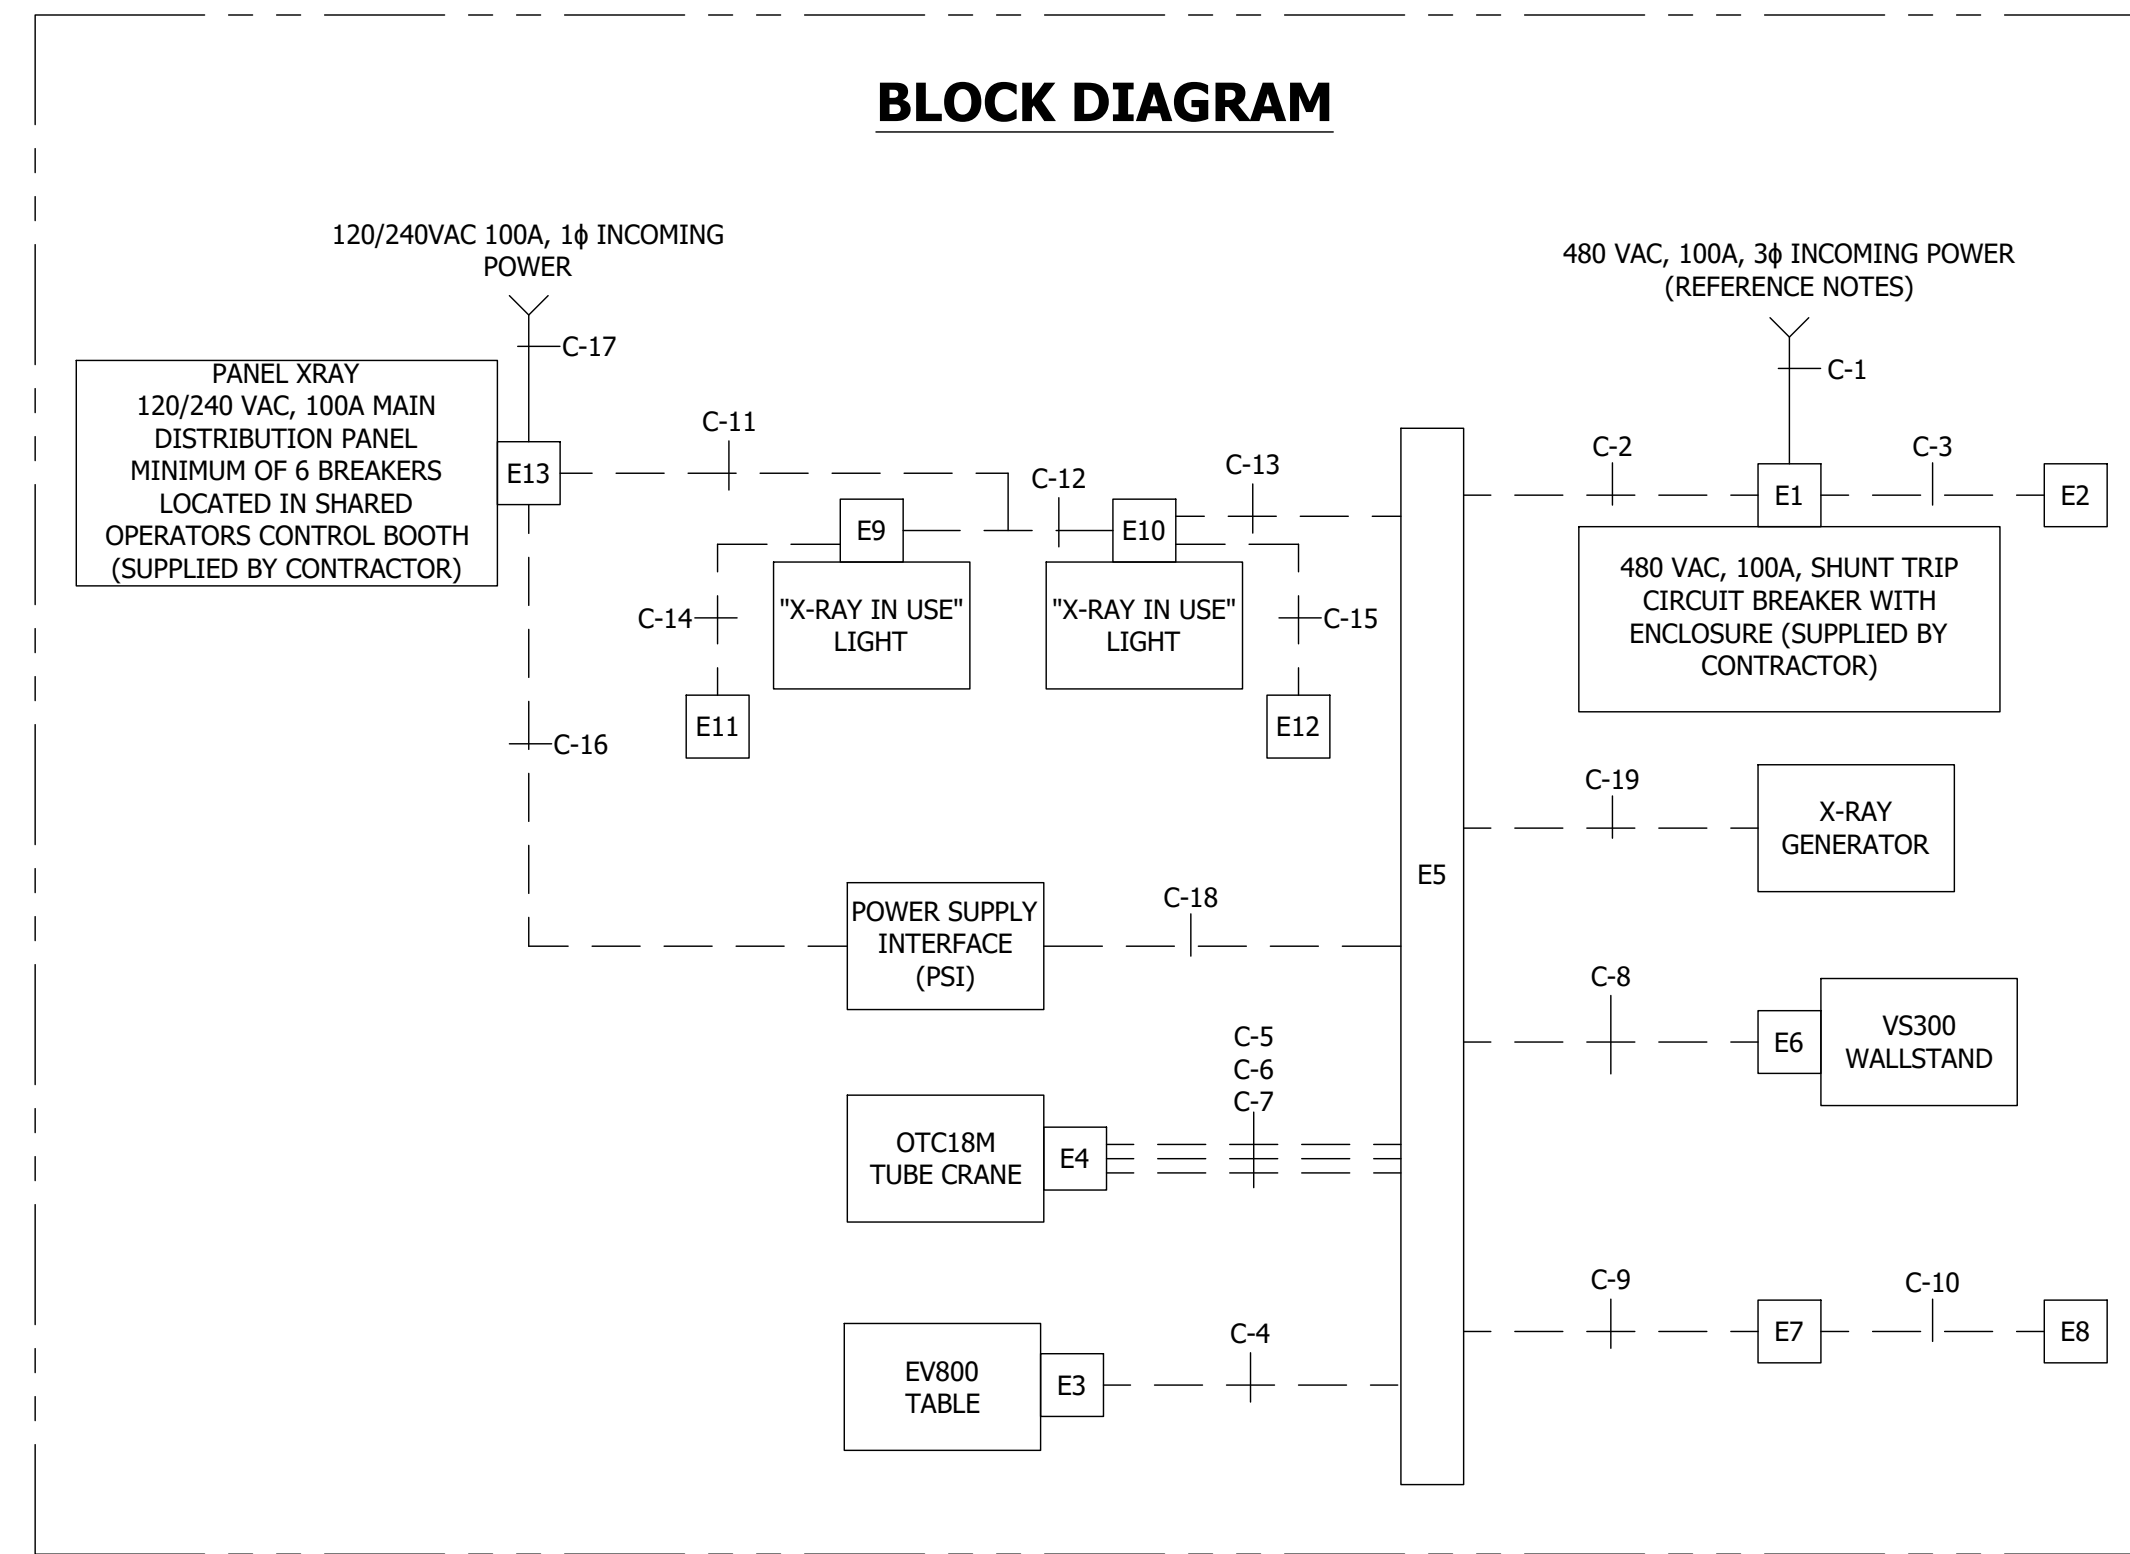 BLOCK DIAGRAM
120/240VAC 100A, 1ϕ INCOMING
POWER
480 VAC, 100A, 3ϕ INCOMING POWER
(REFERENCE NOTES)
C-17
C-1
PANEL XRAY
120/240 VAC, 100A MAIN
DISTRIBUTION PANEL
MINIMUM OF 6 BREAKERS
LOCATED IN SHARED
OPERATORS CONTROL BOOTH
(SUPPLIED BY CONTRACTOR)
E13
C-11
C-12
C-13
C-2
C-3
E9
E10
E1
E2
"X-RAY IN USE"
LIGHT
"X-RAY IN USE"
LIGHT
480 VAC, 100A, SHUNT TRIP
CIRCUIT BREAKER WITH
ENCLOSURE (SUPPLIED BY
CONTRACTOR)
C-14
C-15
E11
E12
C-16
C-19
X-RAY
GENERATOR
E5
POWER SUPPLY
INTERFACE
(PSI)
C-18
C-8
E6
VS300
WALLSTAND
C-5
C-6
C-7
OTC18M
TUBE CRANE
E4
C-9
C-10
E7
E8
C-4
EV800
TABLE
E3